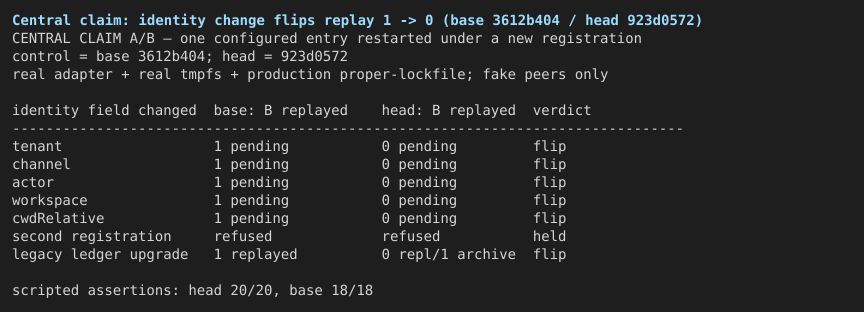 Central claim: identity change flips replay 1 -> 0 (base 3612b404 / head 923d0572)
CENTRAL CLAIM A/B — one configured entry restarted under a new registration
control = base 3612b404; head = 923d0572
real adapter + real tmpfs + production proper-lockfile; fake peers only
identity field changed  base: B replayed    head: B replayed  verdict
--------------------------------------------------------------------------------
tenant                  1 pending           0 pending         flip
channel                 1 pending           0 pending         flip
actor                   1 pending           0 pending         flip
workspace               1 pending           0 pending         flip
cwdRelative             1 pending           0 pending         flip
second registration     refused             refused           held
legacy ledger upgrade   1 replayed          0 repl/1 archive  flip
scripted assertions: head 20/20, base 18/18